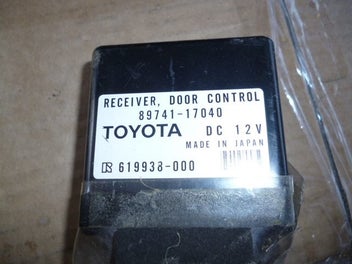 RECEIVER, DOOR CONTROL
89741-17040
TOYOTA DC 12V
MADE IN JAPAN
619938-000